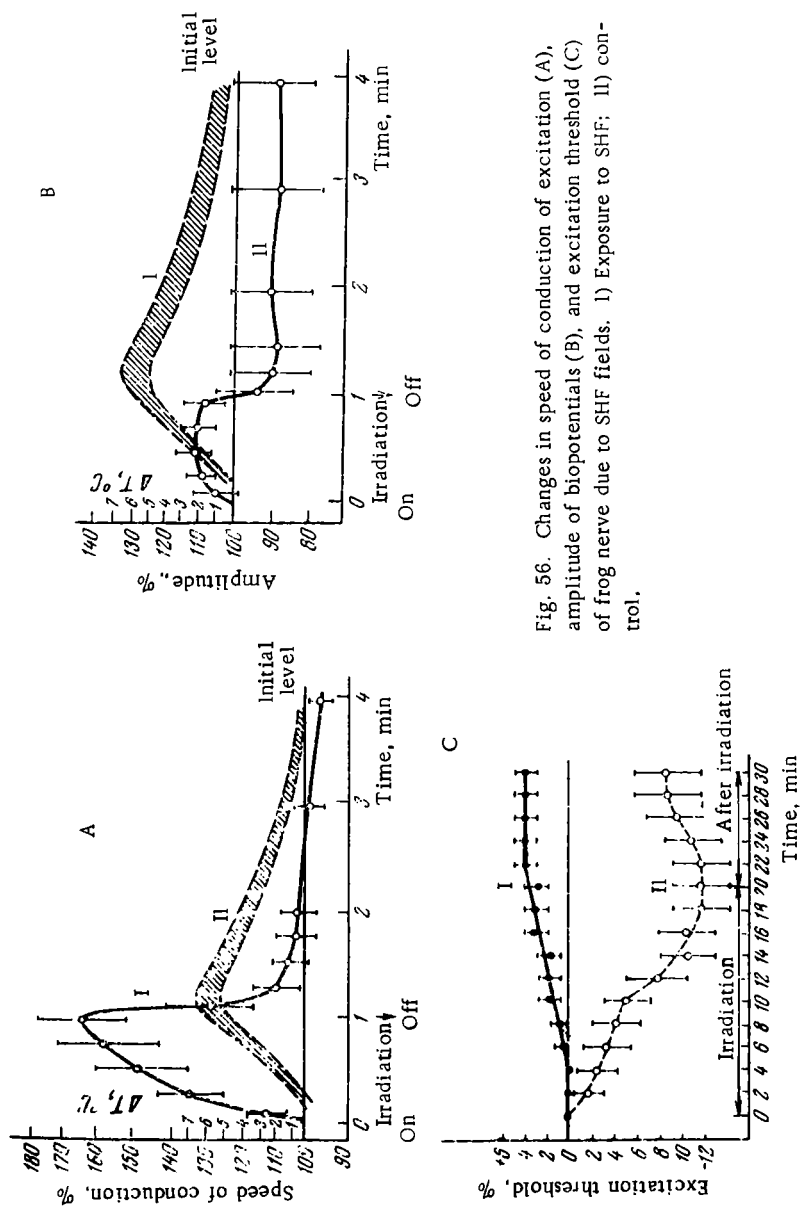 A
Speed of conduction, %
180
170
160
150
140
130
120
110
100
90
7
6
5
4
3
2
1
I
II
Initial
level
0 1 2 3 4
Irradiation
On Off
Time, min
B
Amplitude, %
140
130
120
110
100
90
80
ΔT, °C
7
6
5
4
3
2
1
I
II
Initial
level
0 1 2 3 4
Irradiation
On Off
Time, min
C
Excitation threshold, %
+5
4
2
0
2
4
6
8
10
-12
I
II
Irradiation
After irradiation
0 2 4 6 8 10 12 14 16 18 20 22 24 26 28 30
Time, min
Fig. 56. Changes in speed of conduction of excitation (A),
amplitude of biopotentials (B), and excitation threshold (C)
of frog nerve due to SHF fields. I) Exposure to SHF; II) con-
trol.